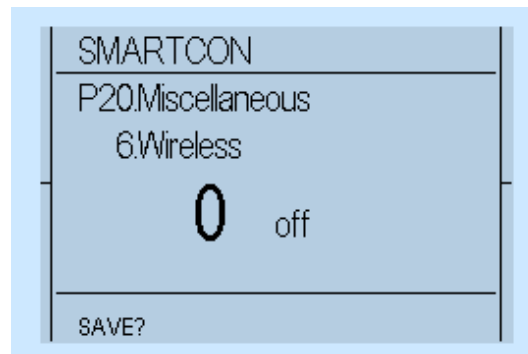 SMARTCON
P20.Miscellaneous
6.Wireless
0 off
SAVE?